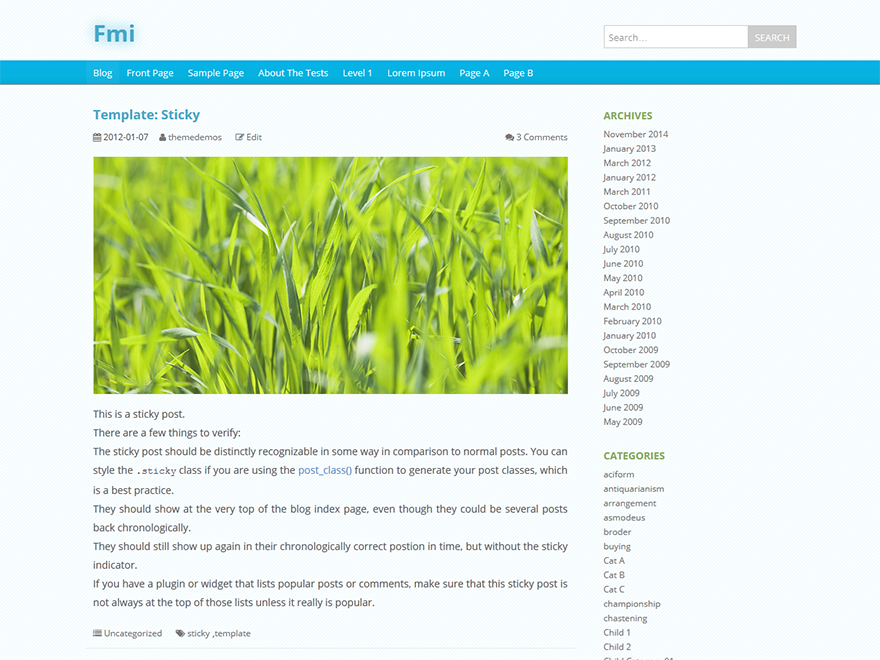 Fmi
Search...
SEARCH
Blog Front Page Sample Page About The Tests Level 1 Lorem Ipsum Page A Page B
Template: Sticky
2012-01-07 themedemos Edit 3 Comments
This is a sticky post.
There are a few things to verify:
The sticky post should be distinctly recognizable in some way in comparison to normal posts. You can
style the .sticky class if you are using the post_class() function to generate your post classes, which
is a best practice.
They should show at the very top of the blog index page, even though they could be several posts
back chronologically.
They should still show up again in their chronologically correct postion in time, but without the sticky
indicator.
If you have a plugin or widget that lists popular posts or comments, make sure that this sticky post is
not always at the top of those lists unless it really is popular.
Uncategorized sticky ,template
ARCHIVES
November 2014
January 2013
March 2012
January 2012
March 2011
October 2010
September 2010
August 2010
July 2010
June 2010
May 2010
April 2010
March 2010
February 2010
January 2010
October 2009
September 2009
August 2009
July 2009
June 2009
May 2009
CATEGORIES
aciform
antiquarianism
arrangement
asmodeus
broder
buying
Cat A
Cat B
Cat C
championship
chastening
Child 1
Child 2